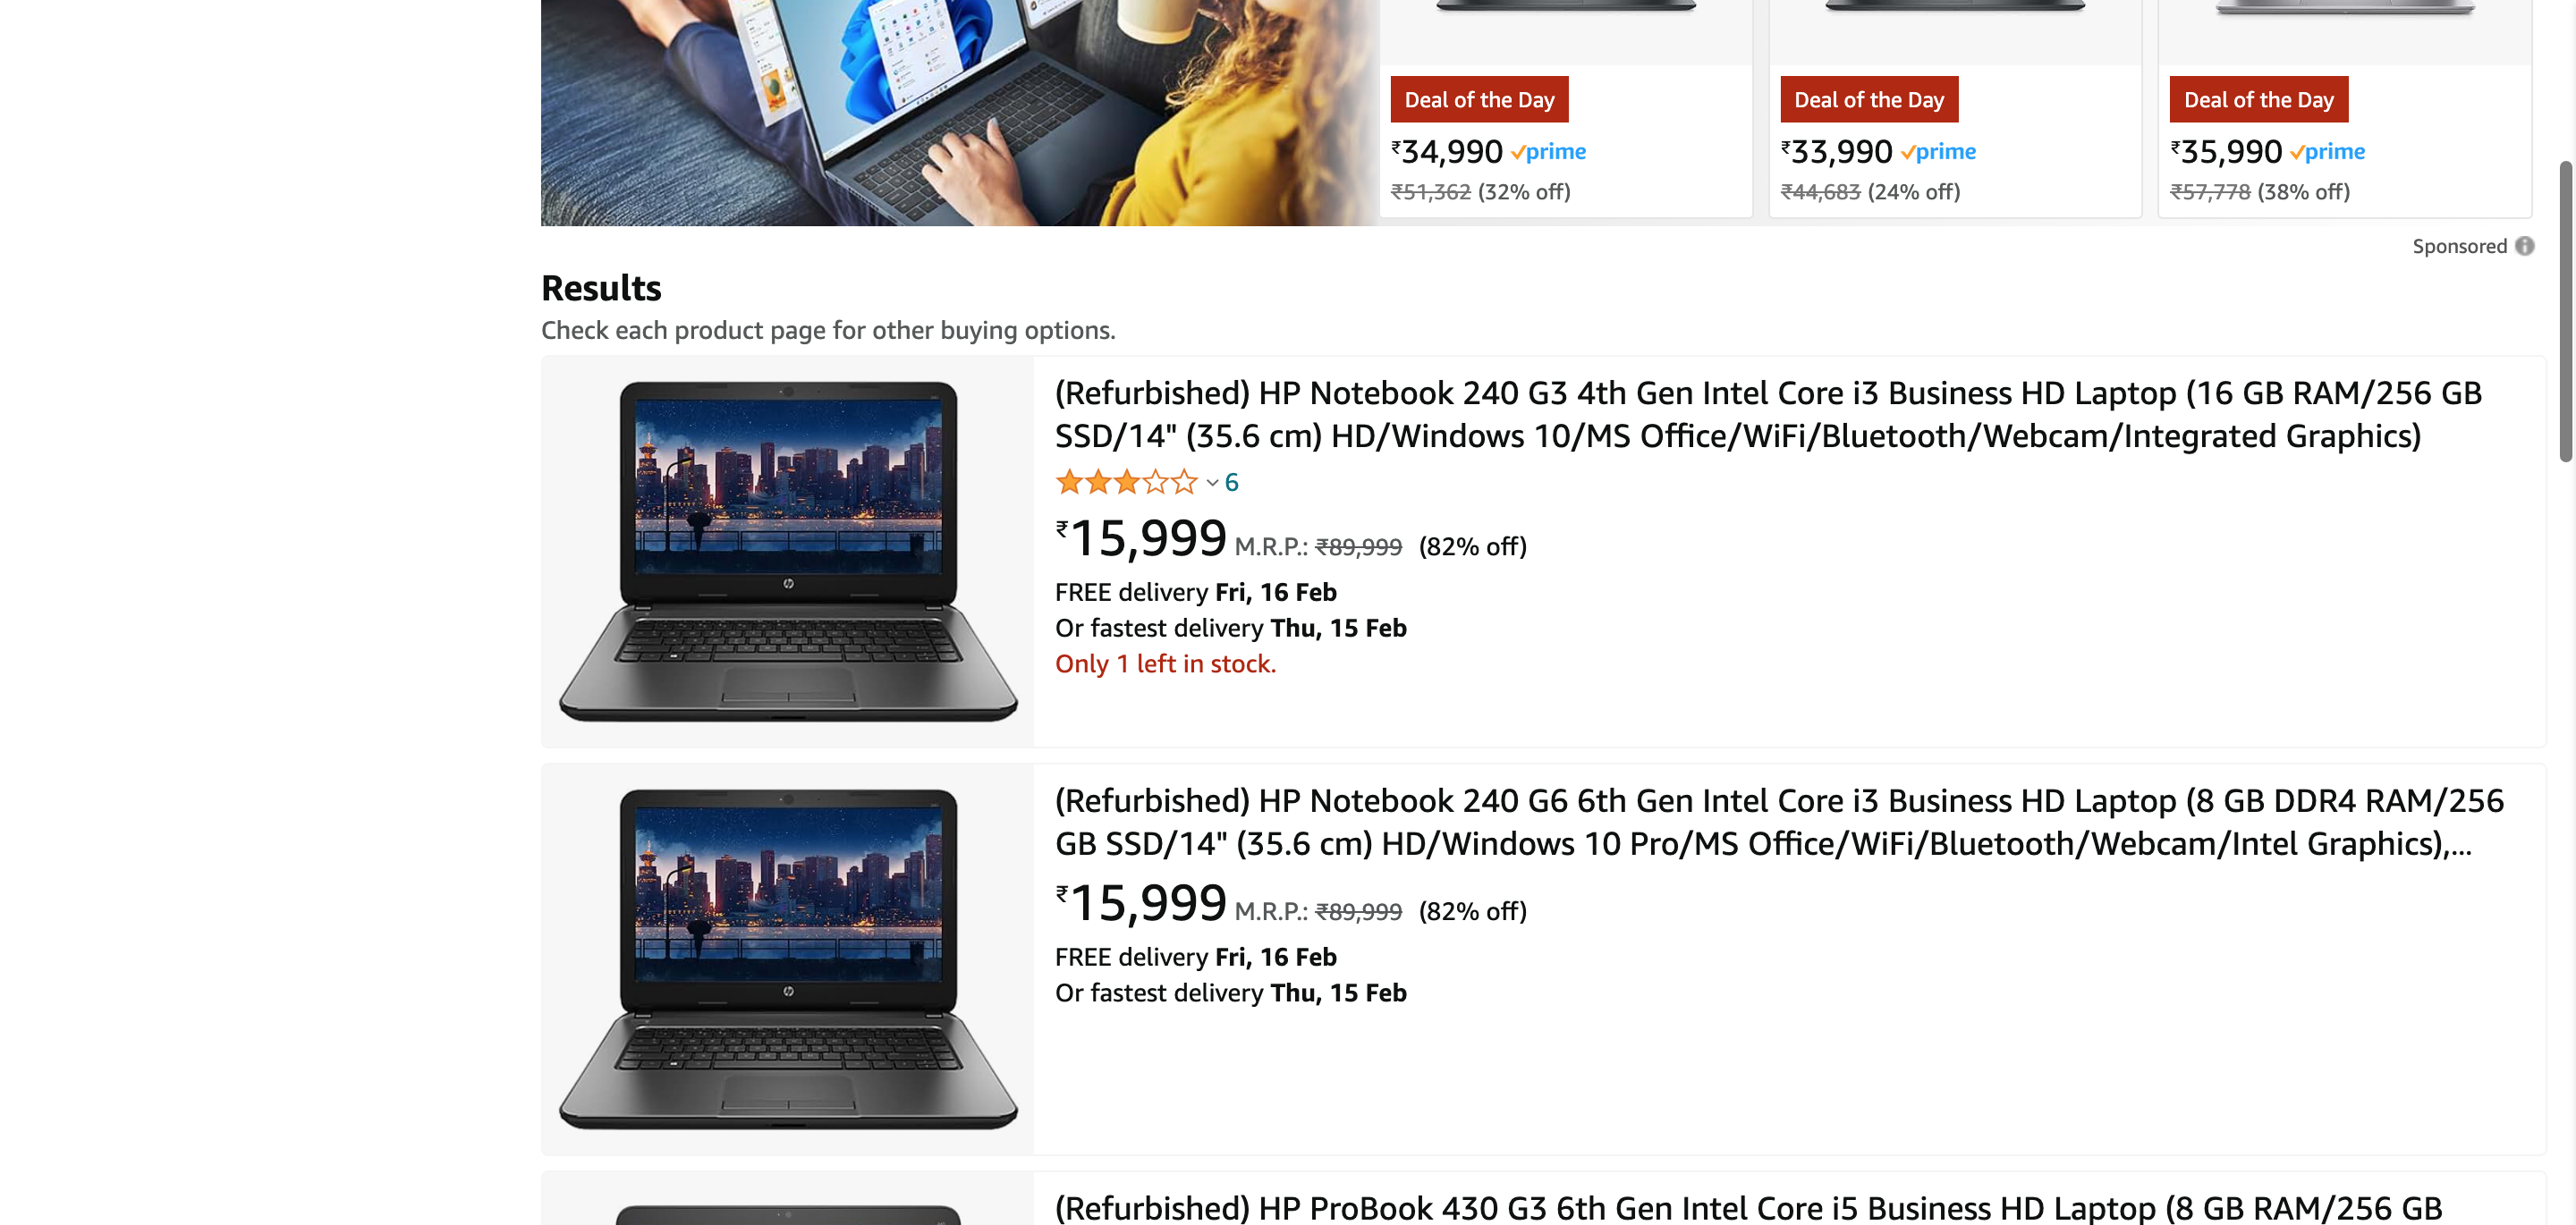 Deal of the Day
₹34,990 prime
₹51,362 (32% off)
Deal of the Day
₹33,990 prime
₹44,683 (24% off)
Deal of the Day
₹35,990 prime
₹57,778 (38% off)
Sponsored
Results
Check each product page for other buying options.
(Refurbished) HP Notebook 240 G3 4th Gen Intel Core i3 Business HD Laptop (16 GB RAM/256 GB
SSD/14" (35.6 cm) HD/Windows 10/MS Office/WiFi/Bluetooth/Webcam/Integrated Graphics)
6
₹15,999 M.R.P.: ₹89,999 (82% off)
FREE delivery Fri, 16 Feb
Or fastest delivery Thu, 15 Feb
Only 1 left in stock.
(Refurbished) HP Notebook 240 G6 6th Gen Intel Core i3 Business HD Laptop (8 GB DDR4 RAM/256
GB SSD/14" (35.6 cm) HD/Windows 10 Pro/MS Office/WiFi/Bluetooth/Webcam/Intel Graphics),...
₹15,999 M.R.P.: ₹89,999 (82% off)
FREE delivery Fri, 16 Feb
Or fastest delivery Thu, 15 Feb
(Refurbished) HP ProBook 430 G3 6th Gen Intel Core i5 Business HD Laptop (8 GB RAM/256 GB